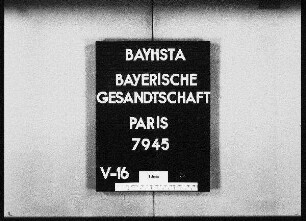 BAYHSTA
BAYERISCHE
GESANDTSCHAFT
PARIS
7945
V-16